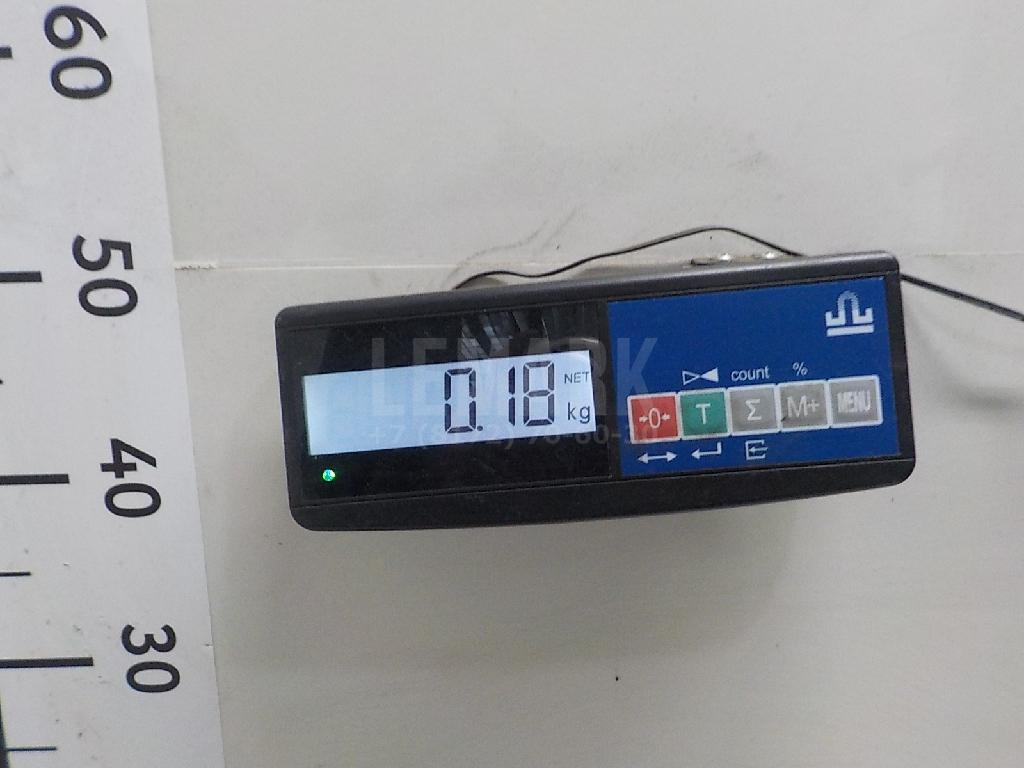 60
50
40
30
0.18
NET
kg
count %
→0← T Σ M+ MENU
LEMARK